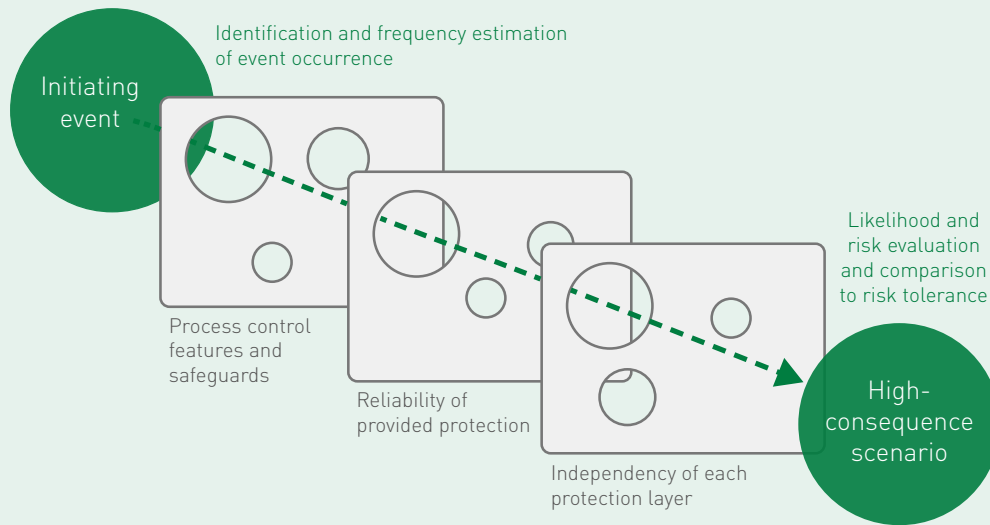 Identification and frequency estimation
of event occurrence
Initiating
event
Process control
features and
safeguards
Reliability of
provided protection
Independency of each
protection layer
Likelihood and
risk evaluation
and comparison
to risk tolerance
High-
consequence
scenario